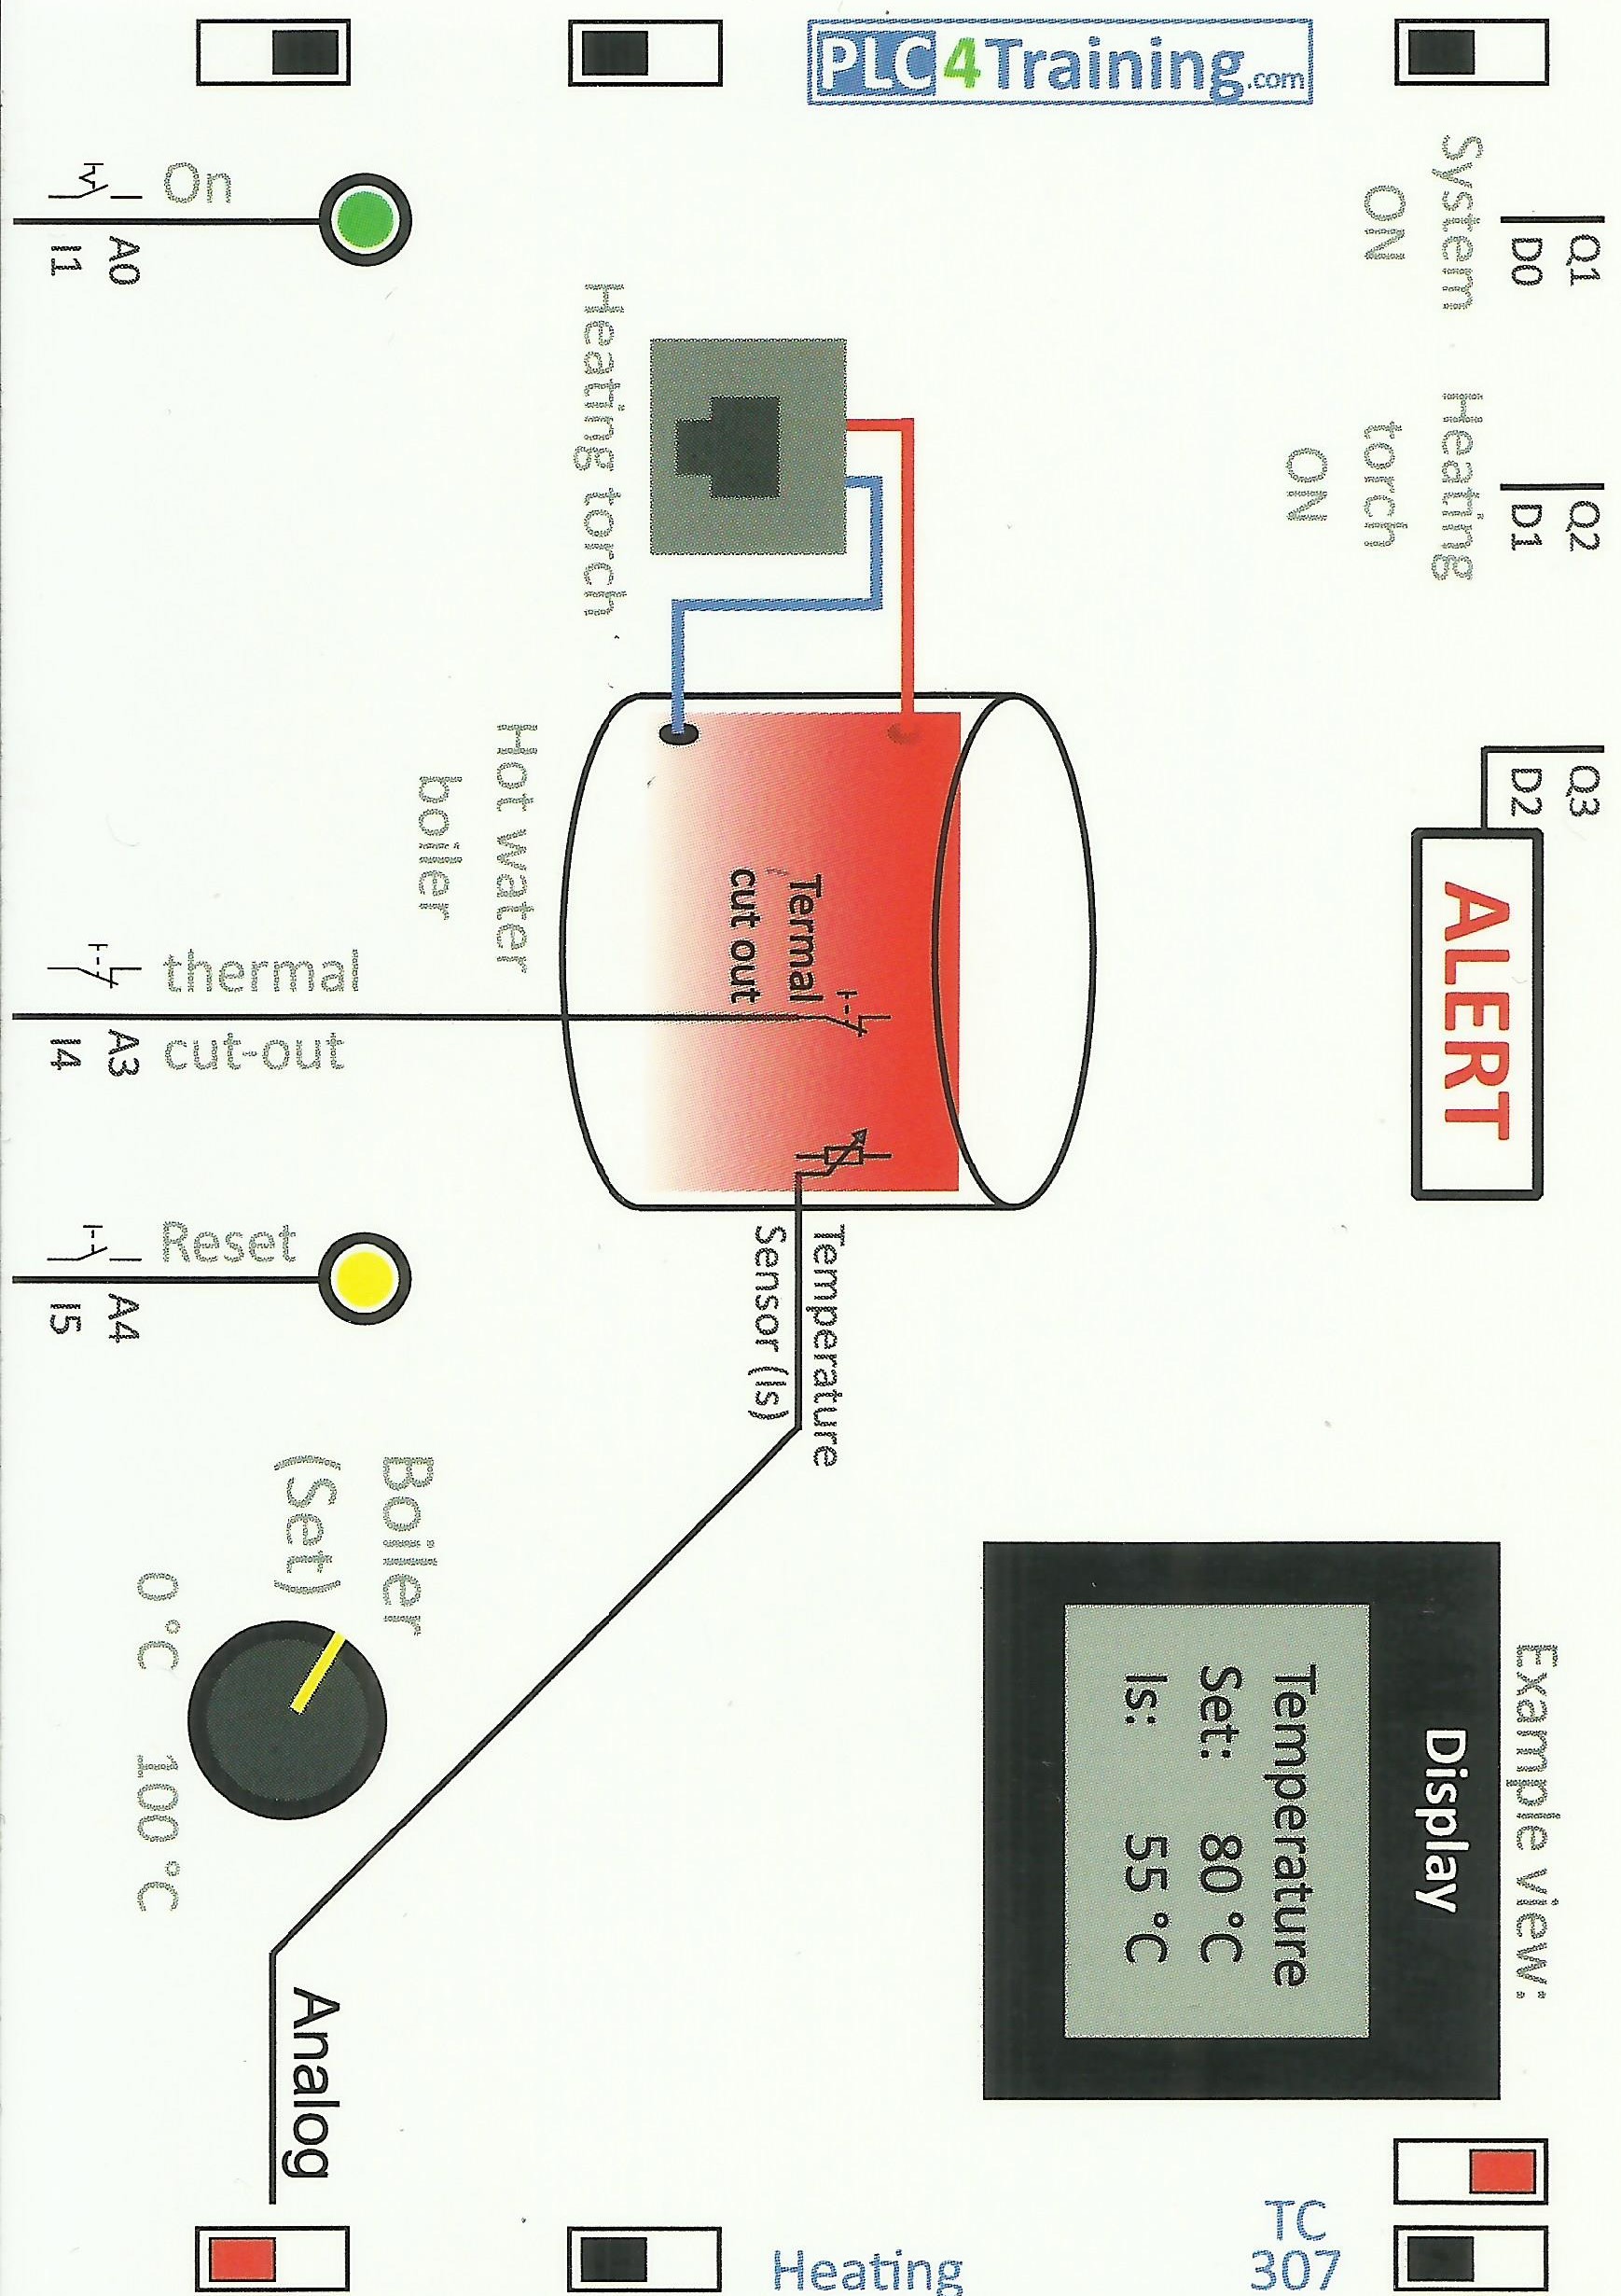 Q1
D0
System
ON
Q2
D1
Heating
torch
ON
Q3
D2
ALERT
Example view:
Display
Temperature
Set: 80 °C
Is: 55 °C
TC
307
PLC4Training.com
Heating
Termal
cut out
Temperature
Sensor (Is)
Heating torch
Hot water
boiler
Boiler
(Set)
0 °C 100 °C
Analog
On
A0
I1
thermal
cut-out
A3
I4
Reset
A4
I5